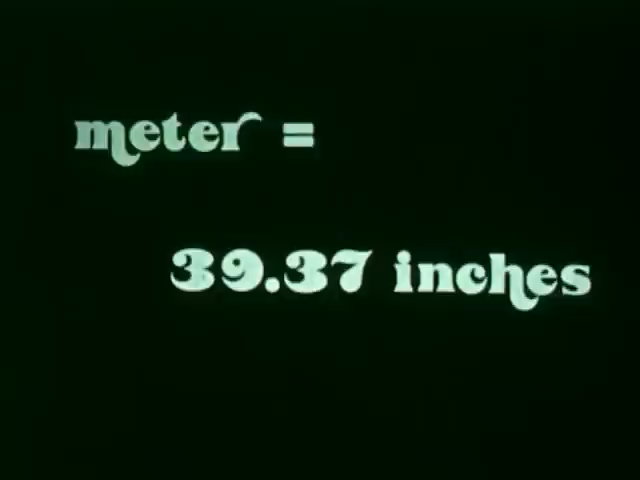 meter =
39.37 inches